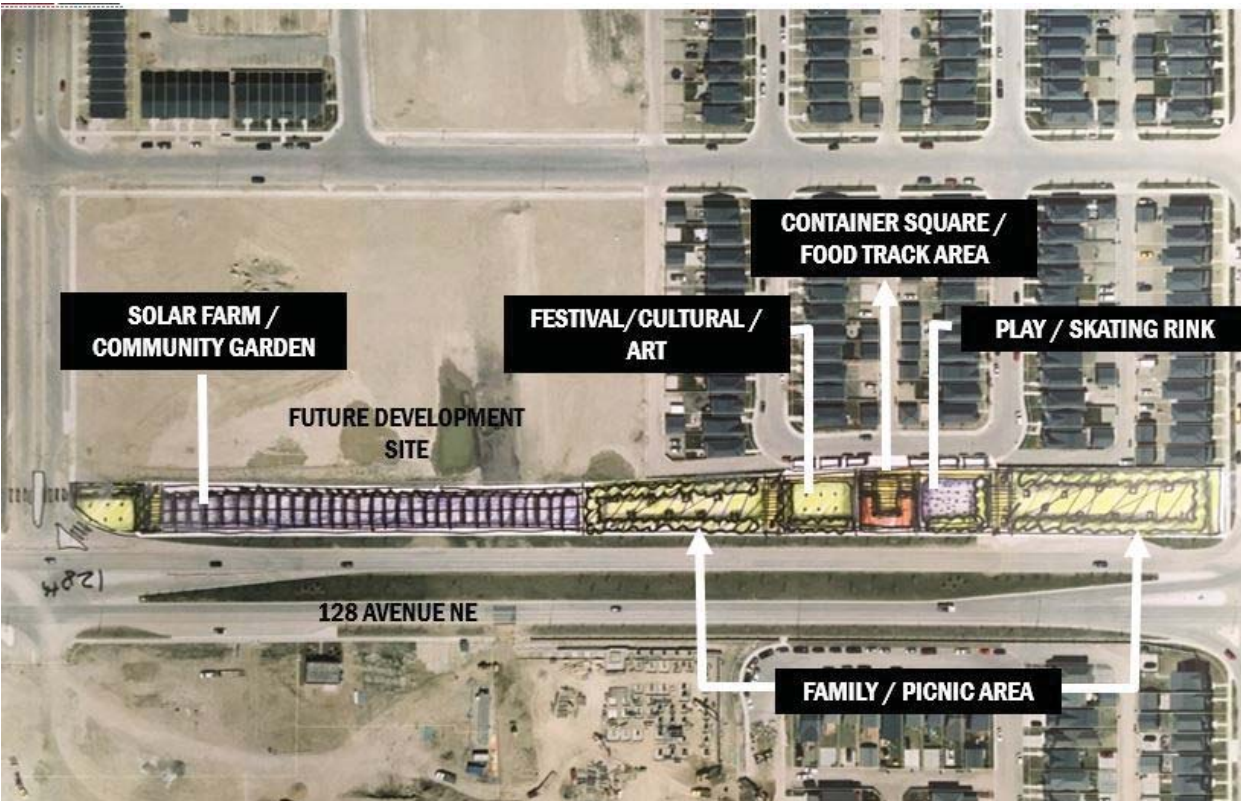 CONTAINER SQUARE /
FOOD TRACK AREA
SOLAR FARM /
COMMUNITY GARDEN
FESTIVAL/CULTURAL /
ART
PLAY / SKATING RINK
FUTURE DEVELOPMENT
SITE
128 AVENUE NE
FAMILY / PICNIC AREA